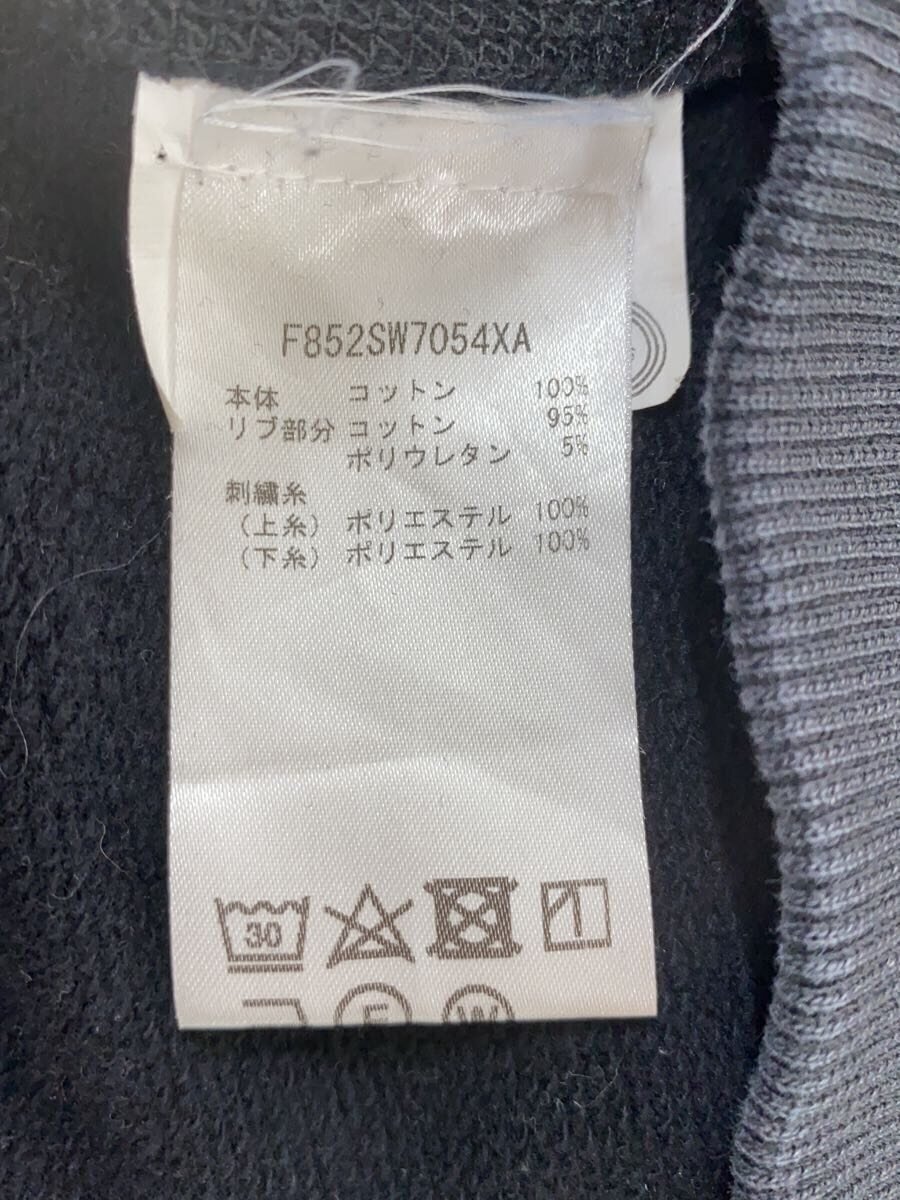 F852SW7054XA
本体 コットン 100%
リブ部分 コットン 95%
ポリウレタン 5%
刺繍糸
(上糸) ポリエステル 100%
(下糸) ポリエステル 100%
30
F W